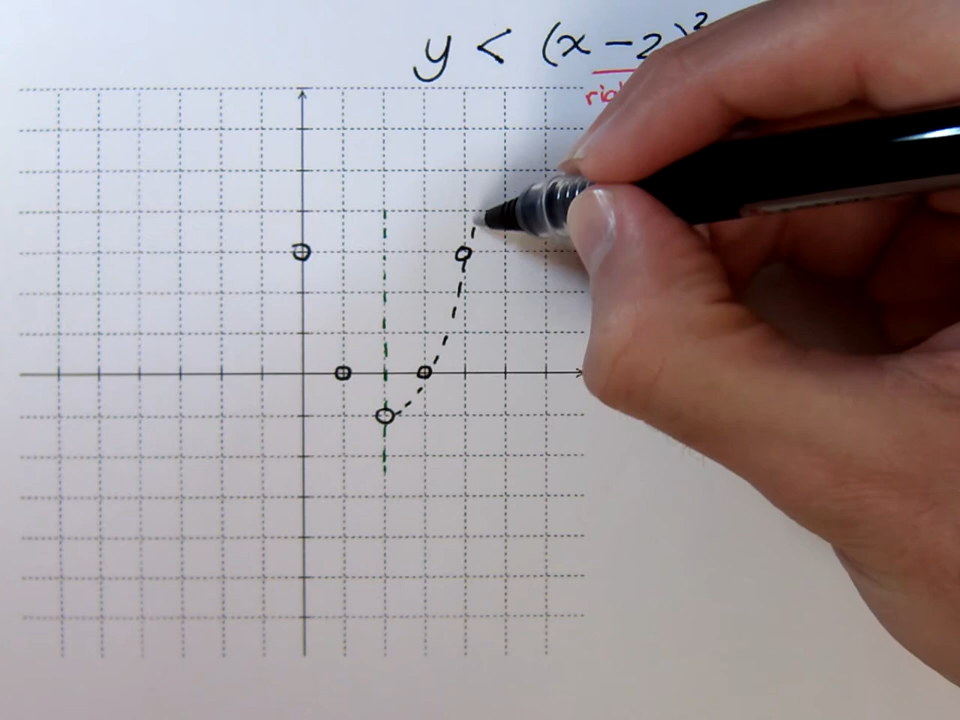 y < (x - 2)²